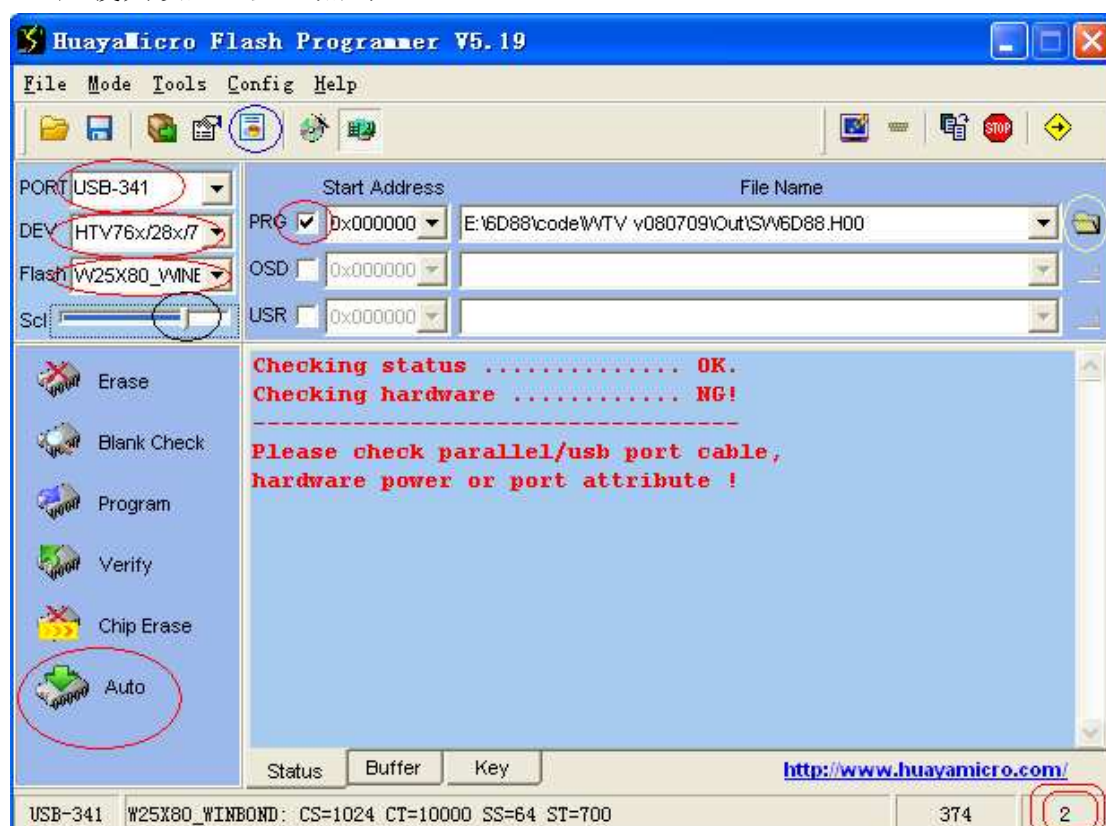 HuayaMicro Flash Programmer V5.19
File Mode Tools Config Help
STOP
PORT USB-341
Start Address File Name
DEV HTV76x/28x/7
PRG 0x000000 E:\6D88\code\WTV v080709\Out\SW6D88.H00
Flash W25X80_WINE
OSD 0x000000
Scl
USR 0x000000
Erase
Blank Check
Program
Verify
Chip Erase
Auto
Checking status .............. OK.
Checking hardware ............ NG!
----------------------------------
Please check parallel/usb port cable,
hardware power or port attribute !
Status Buffer Key
http://www.huayamicro.com/
USB-341 W25X80_WINBOND: CS=1024 CT=10000 SS=64 ST=700 374 2